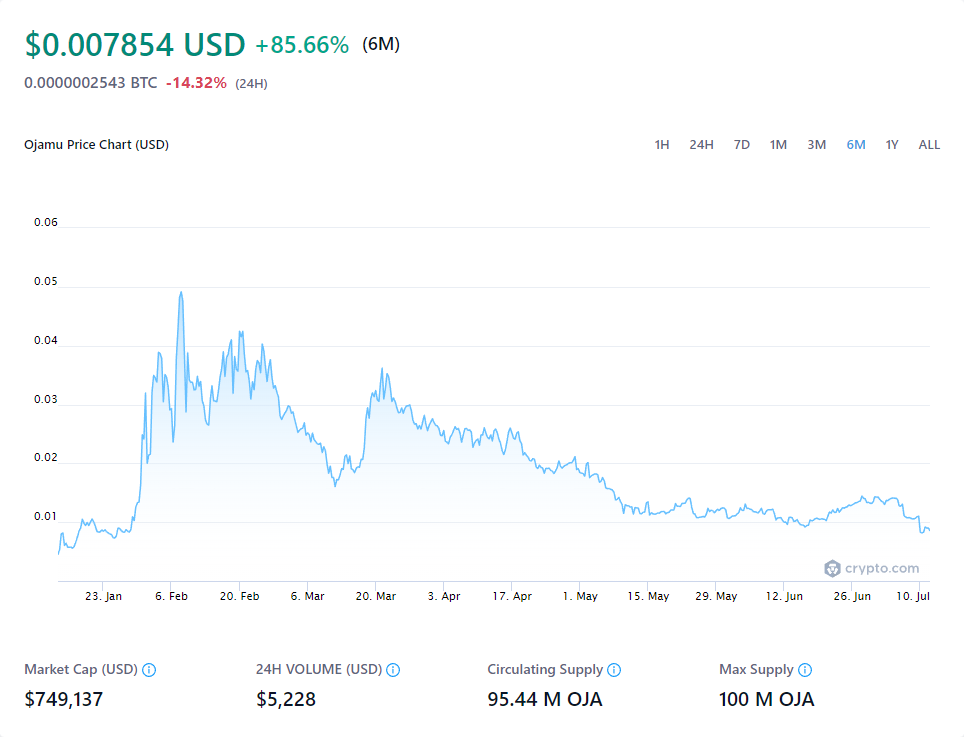 $0.007854 USD +85.66% (6M)
0.0000002543 BTC -14.32% (24H)
Ojamu Price Chart (USD) 1H 24H 7D 1M 3M 6M 1Y ALL
0.06
0.05
0.04
0.03
0.02
0.01
crypto.com
23. Jan 6. Feb 20. Feb 6. Mar 20. Mar 3. Apr 17. Apr 1. May 15. May 29. May 12. Jun 26. Jun 10. Jul
Market Cap (USD) 24H VOLUME (USD) Circulating Supply Max Supply
$749,137 $5,228 95.44 M OJA 100 M OJA